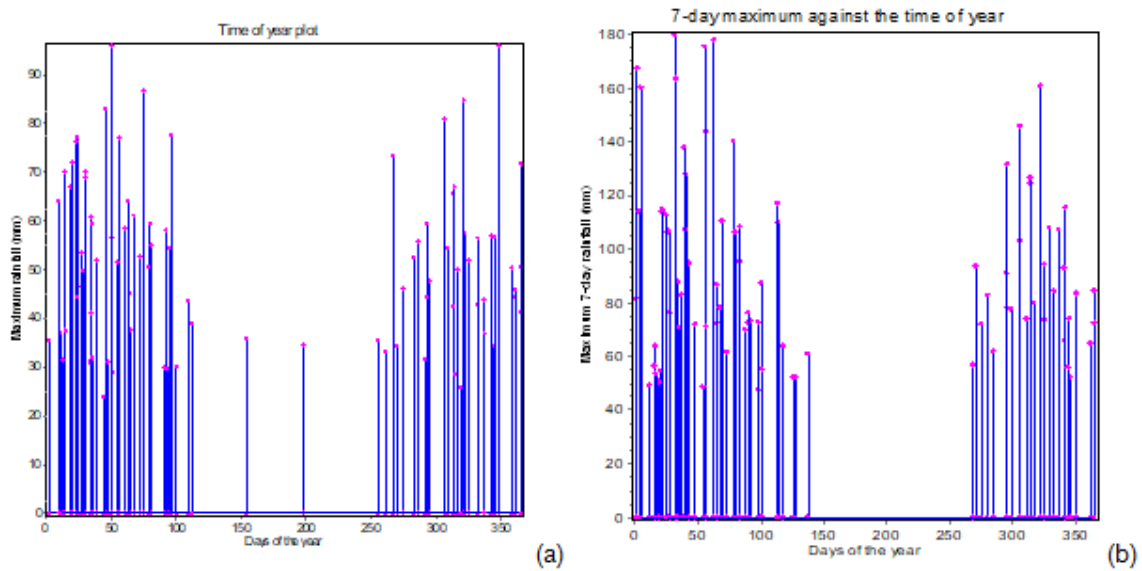 Time of year plot
Maximum rainfall (mm)
90
80
70
60
50
40
30
20
10
0
0 50 100 150 200 250 300 350
Days of the year
(a)
7-day maximum against the time of year
Maximum 7-day rainfall (mm)
180
160
140
120
100
80
60
40
20
0
0 50 100 150 200 250 300 350
Days of the year
(b)